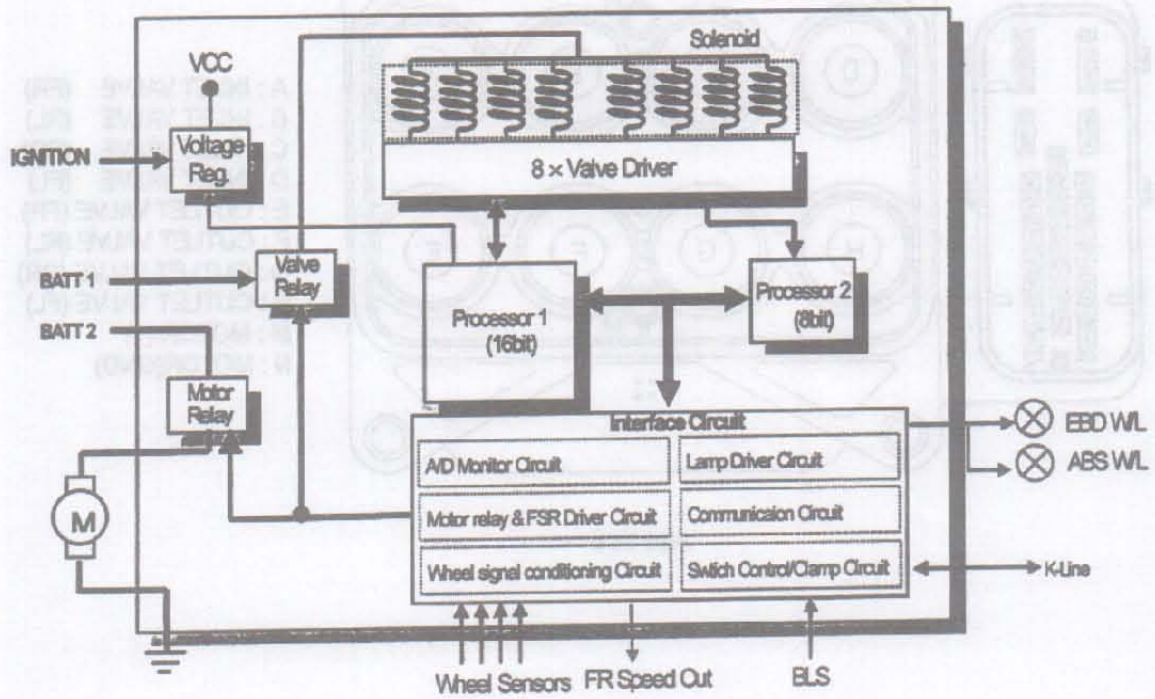 Solenoid
VCC
IGNITION
Voltage
Reg.
8 × Valve Driver
BATT 1
Valve
Relay
BATT 2
Processor 1
(16bit)
Processor 2
(8bit)
Motor
Relay
Interface Circuit
A/D Monitor Circuit
Lamp Driver Circuit
Motor relay & FSR Driver Circuit
Communicaion Circuit
Wheel signal conditioning Circuit
Switch Control/Clamp Circuit
EBD W/L
ABS W/L
M
K-Line
Wheel Sensors
FR Speed Out
BLS